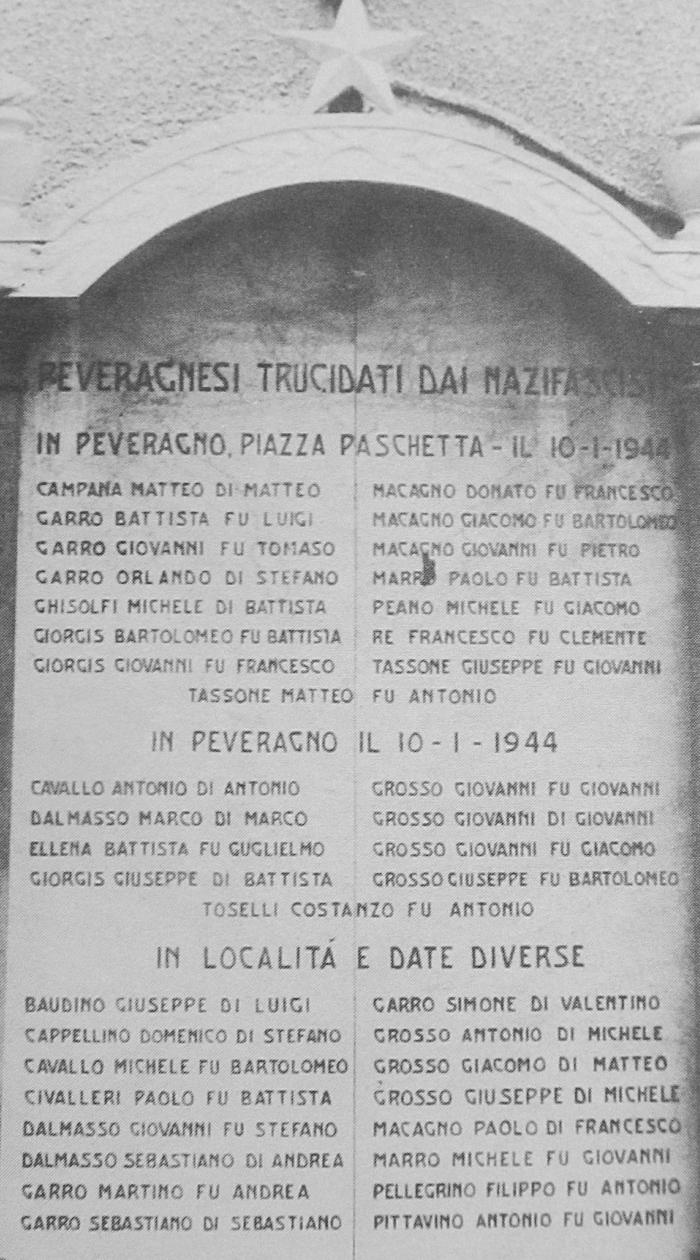 PEVERAGNESI TRUCIDATI DAI NAZIFASCISTI
IN PEVERAGNO, PIAZZA PASCHETTA - IL 10-1-1944
CAMPANA MATTEO DI MATTEO
GARRO BATTISTA FU LUIGI
GARRO GIOVANNI FU TOMASO
GARRO ORLANDO DI STEFANO
GHISOLFI MICHELE DI BATTISTA
GIORGIS BARTOLOMEO FU BATTISTA
GIORGIS GIOVANNI FU FRANCESCO
MACAGNO DONATO FU FRANCESCO
MACAGNO GIACOMO FU BARTOLOMEO
MACAGNO GIOVANNI FU PIETRO
MARRO PAOLO FU BATTISTA
PEANO MICHELE FU GIACOMO
RE FRANCESCO FU CLEMENTE
TASSONE GIUSEPPE FU GIOVANNI
TASSONE MATTEO FU ANTONIO
IN PEVERAGNO IL 10 - 1 - 1944
CAVALLO ANTONIO DI ANTONIO
DALMASSO MARCO DI MARCO
ELLENA BATTISTA FU GUGLIELMO
GIORGIS GIUSEPPE DI BATTISTA
GROSSO GIOVANNI FU GIOVANNI
GROSSO GIOVANNI DI GIOVANNI
GROSSO GIOVANNI FU GIACOMO
GROSSO GIUSEPPE FU BARTOLOMEO
TOSELLI COSTANZO FU ANTONIO
IN LOCALITÁ E DATE DIVERSE
BAUDINO GIUSEPPE DI LUIGI
CAPPELLINO DOMENICO DI STEFANO
CAVALLO MICHELE FU BARTOLOMEO
CIVALLERI PAOLO FU BATTISTA
DALMASSO GIOVANNI FU STEFANO
DALMASSO SEBASTIANO DI ANDREA
GARRO MARTINO FU ANDREA
GARRO SEBASTIANO DI SEBASTIANO
GARRO SIMONE DI VALENTINO
GROSSO ANTONIO DI MICHELE
GROSSO GIACOMO DI MATTEO
GROSSO GIUSEPPE DI MICHELE
MACAGNO PAOLO DI FRANCESCO
MARRO MICHELE FU GIOVANNI
PELLEGRINO FILIPPO FU ANTONIO
PITTAVINO ANTONIO FU GIOVANNI